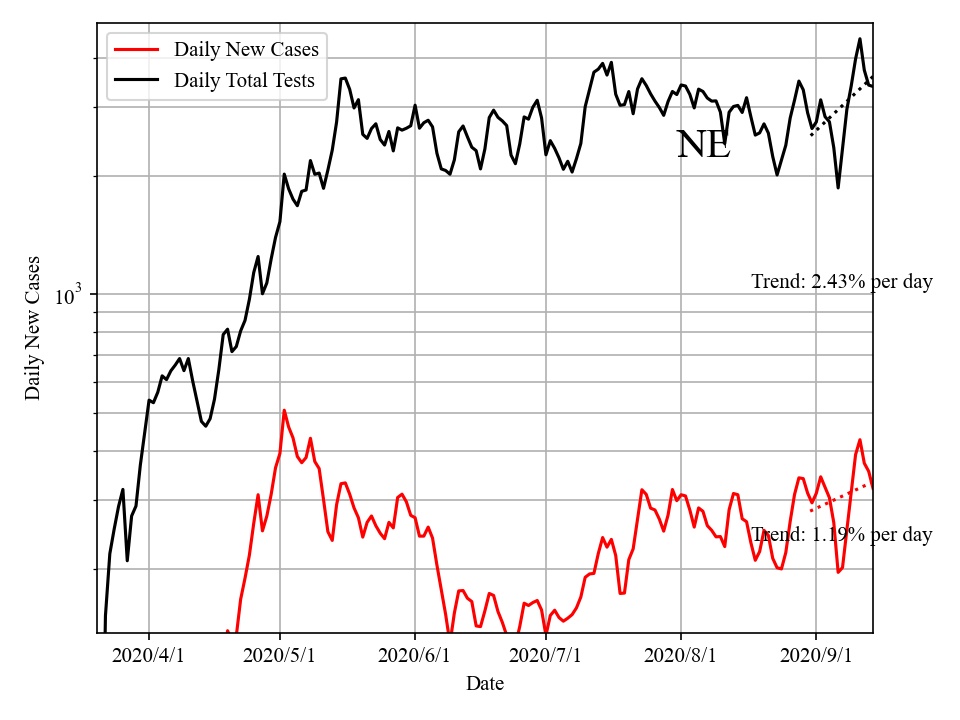 Daily New Cases
Daily Total Tests
NE
Trend: 2.43% per day
10^3
Daily New Cases
Trend: 1.19% per day
2020/4/1 2020/5/1 2020/6/1 2020/7/1 2020/8/1 2020/9/1
Date